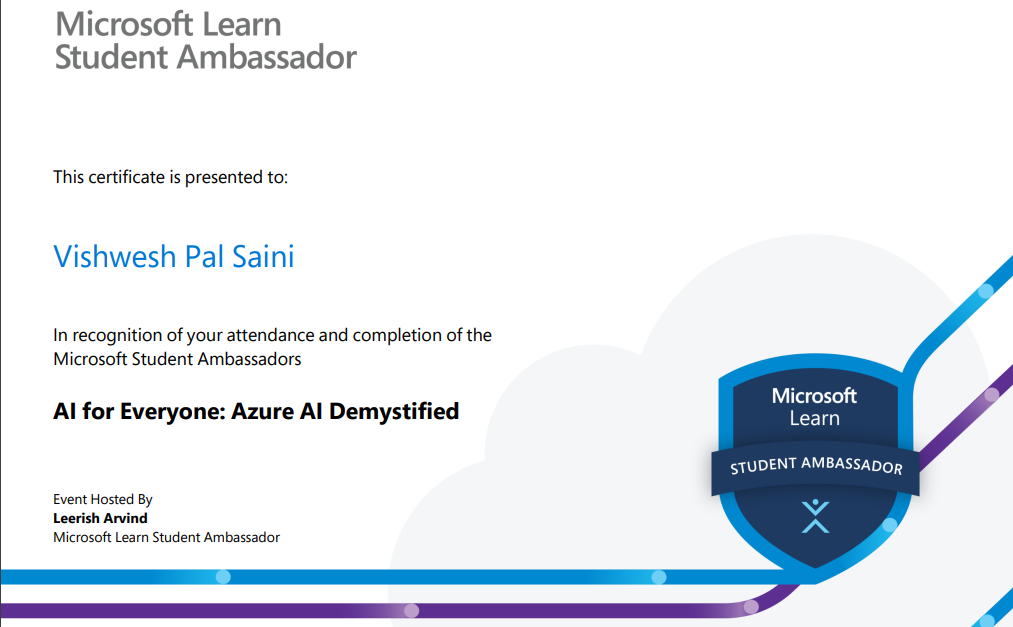 Microsoft Learn
Student Ambassador
This certificate is presented to:
Vishwesh Pal Saini
In recognition of your attendance and completion of the
Microsoft Student Ambassadors
AI for Everyone: Azure AI Demystified
Event Hosted By
Leerish Arvind
Microsoft Learn Student Ambassador
Microsoft
Learn
STUDENT AMBASSADOR